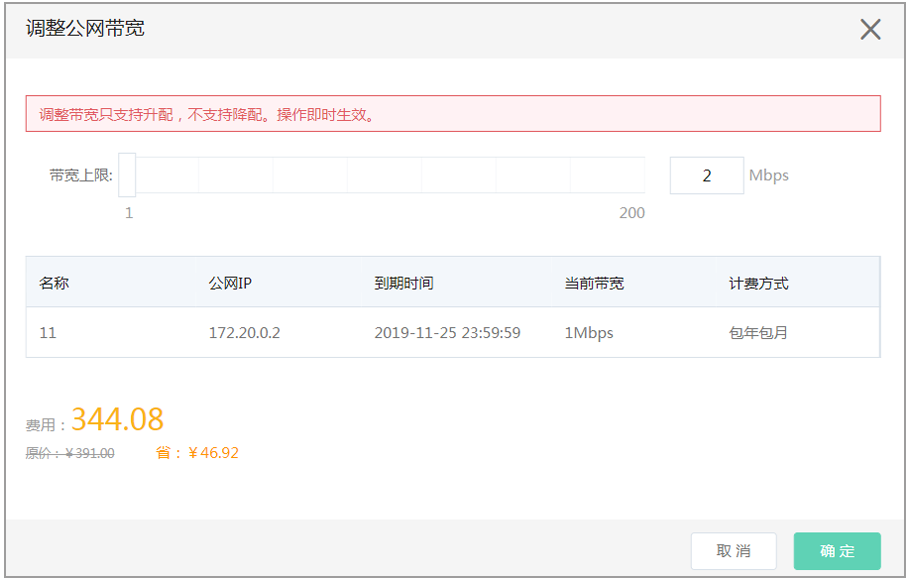 调整公网带宽
调整带宽只支持升配，不支持降配。操作即时生效。
带宽上限: 2 Mbps
1 200
名称 公网IP 到期时间 当前带宽 计费方式
11 172.20.0.2 2019-11-25 23:59:59 1Mbps 包年包月
费用：344.08
原价：￥391.00 省：￥46.92
取 消 确 定